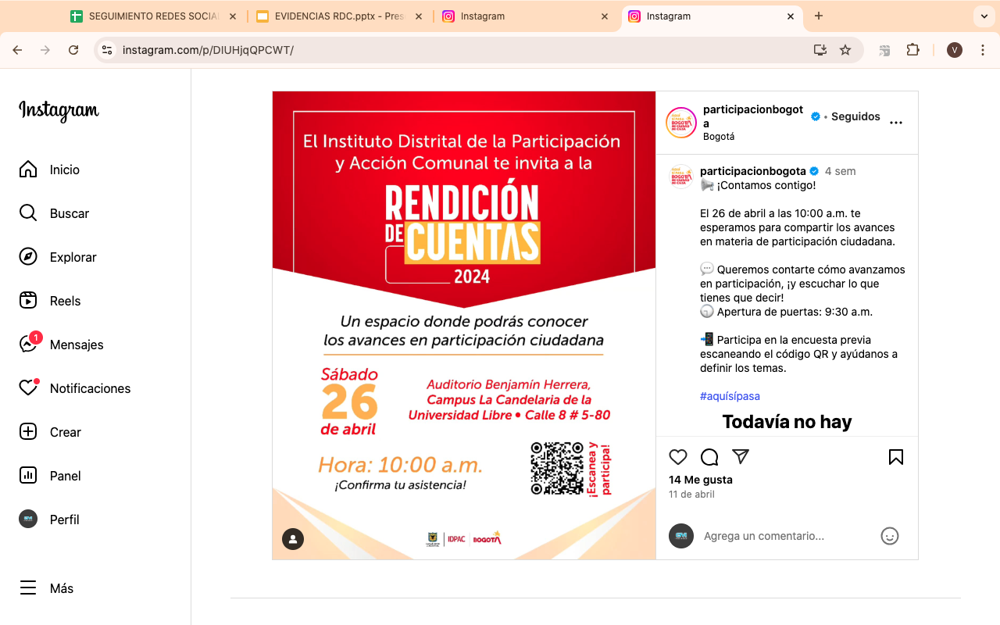 SEGUIMIENTO REDES SOCIA
EVIDENCIAS RDC.pptx - Pres
Instagram
Instagram
instagram.com/p/DIUHjqQPCWT/
V
Instagram
Inicio
Buscar
Explorar
Reels
1
Mensajes
Notificaciones
Crear
Panel
Perfil
Más
El Instituto Distrital de la Participación
y Acción Comunal te invita a la
RENDICIÓN
DE CUENTAS
2024
Un espacio donde podrás conocer
los avances en participación ciudadana
Sábado
26
de abril
Auditorio Benjamín Herrera,
Campus La Candelaria de la
Universidad Libre • Calle 8 # 5-80
Hora: 10:00 a.m.
¡Confirma tu asistencia!
¡Escanea y
participa!
IDPAC
BOGOTÁ
participacionbogot
a
• Seguidos
Bogotá
participacionbogota 4 sem
¡Contamos contigo!
El 26 de abril a las 10:00 a.m. te
esperamos para compartir los avances
en materia de participación ciudadana.
Queremos contarte cómo avanzamos
en participación, ¡y escuchar lo que
tienes que decir!
Apertura de puertas: 9:30 a.m.
Participa en la encuesta previa
escaneando el código QR y ayúdanos a
definir los temas.
#aquísípasa
Todavía no hay
14 Me gusta
11 de abril
Agrega un comentario...